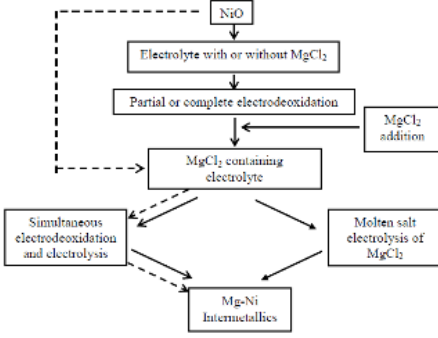 NiO
Electrolyte with or without MgCl2
Partial or complete electrodeoxidation
MgCl2
addition
MgCl2 containing
electrolyte
Simultaneous
electrodeoxidation
and electrolysis
Molten salt
electrolysis of
MgCl2
Mg-Ni
Intermetallics